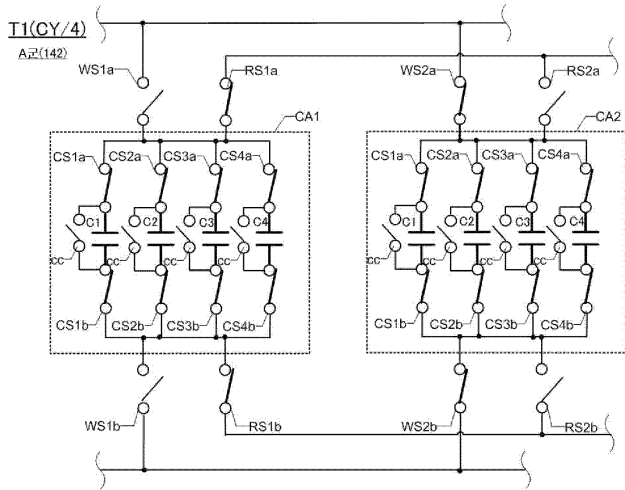 T1(CY/4)
A군(142)
WS1a
RS1a
WS2a
RS2a
CA1
CA2
CS1a
CS2a
CS3a
CS4a
CS1a
CS2a
CS3a
CS4a
C1
C2
C3
C4
C1
C2
C3
C4
CC
CC
CC
CC
CC
CC
CC
CC
CS1b
CS2b
CS3b
CS4b
CS1b
CS2b
CS3b
CS4b
WS1b
RS1b
WS2b
RS2b